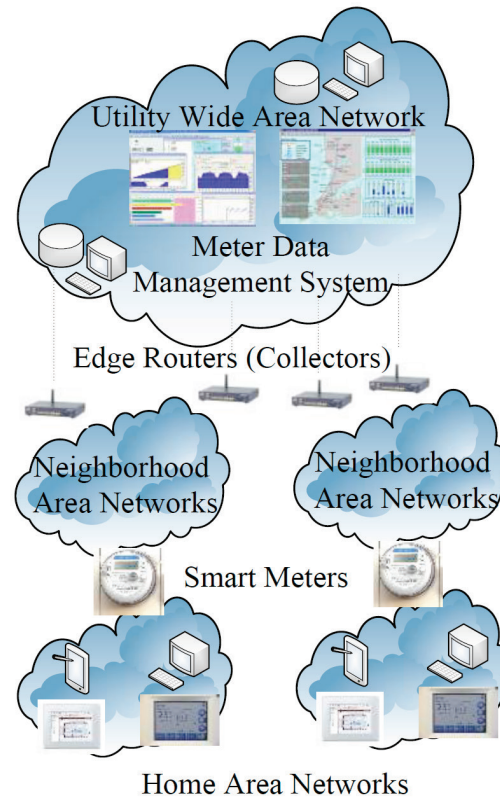 Utility Wide Area Network
Meter Data
Management System
Edge Routers (Collectors)
Neighborhood
Area Networks
Neighborhood
Area Networks
Smart Meters
Home Area Networks